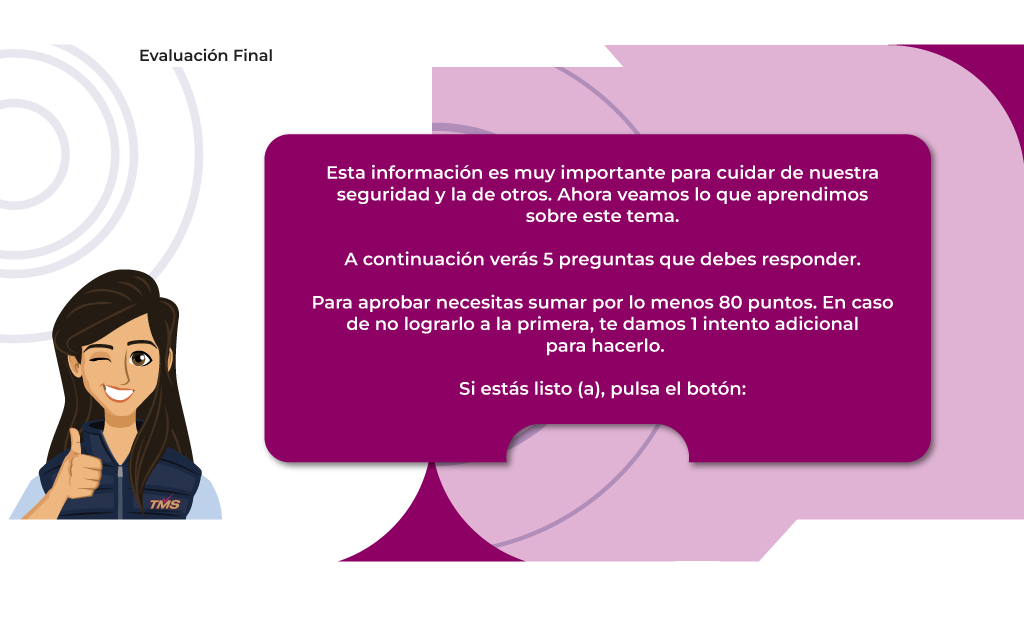 Evaluación Final
Esta información es muy importante para cuidar de nuestra
seguridad y la de otros. Ahora veamos lo que aprendimos
sobre este tema.
A continuación verás 5 preguntas que debes responder.
Para aprobar necesitas sumar por lo menos 80 puntos. En caso
de no lograrlo a la primera, te damos 1 intento adicional
para hacerlo.
Si estás listo (a), pulsa el botón:
TMS